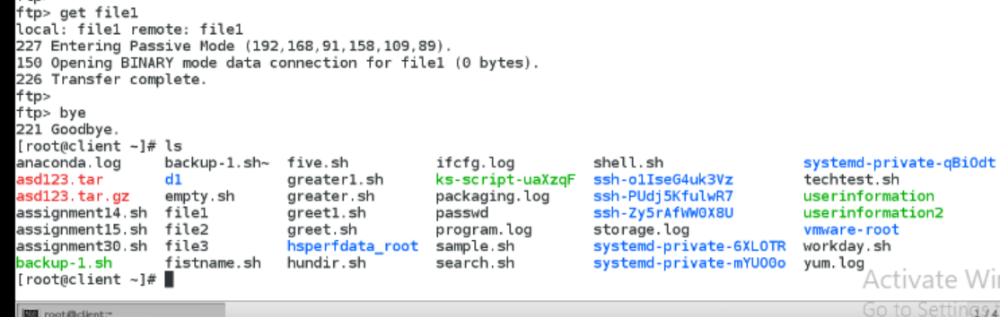 ftp> get file1
local: file1 remote: file1
227 Entering Passive Mode (192,168,91,158,109,89).
150 Opening BINARY mode data connection for file1 (0 bytes).
226 Transfer complete.
ftp>
ftp> bye
221 Goodbye.
[root@client ~]# ls
anaconda.log backup-1.sh~ five.sh ifcfg.log shell.sh systemd-private-qBiOdt
asd123.tar d1 greater1.sh ks-script-uaXzqF ssh-o1IseG4uk3Vz techtest.sh
asd123.tar.gz empty.sh greater.sh packaging.log ssh-PUdj5KfulwR7 userinformation
assignment14.sh file1 greet1.sh passwd ssh-Zy5rAfWW0X8U userinformation2
assignment15.sh file2 greet.sh program.log storage.log vmware-root
assignment30.sh file3 hsperfdata_root sample.sh systemd-private-6XLOTR workday.sh
backup-1.sh fistname.sh hundir.sh search.sh systemd-private-mYUO0o yum.log
[root@client ~]#
Activate Wi
Go to Settings
root@client:~
1 / 4